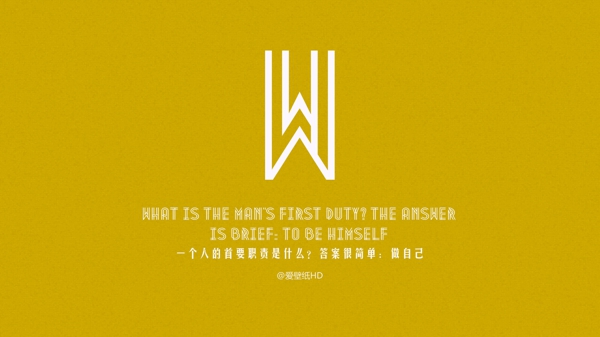 W
WHAT IS THE MAN'S FIRST DUTY? THE ANSWER
IS BRIEF: TO BE HIMSELF
一个人的首要职责是什么？答案很简单：做自己
@爱壁纸HD